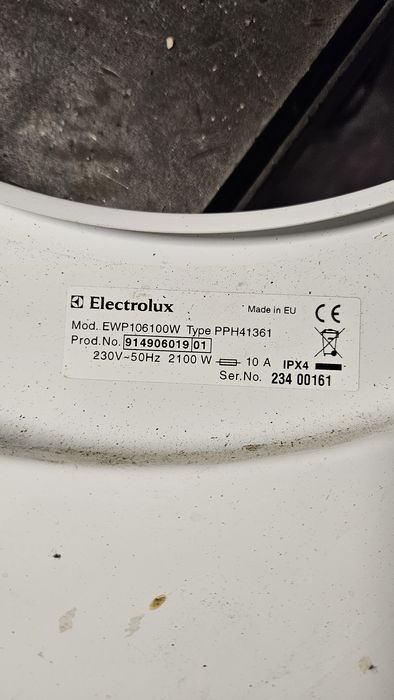 Electrolux Made in EU CE
Mod. EWP106100W Type PPH41361
Prod.No. 914906019 01
230V~50Hz 2100 W 10 A IPX4
Ser.No. 234 00161